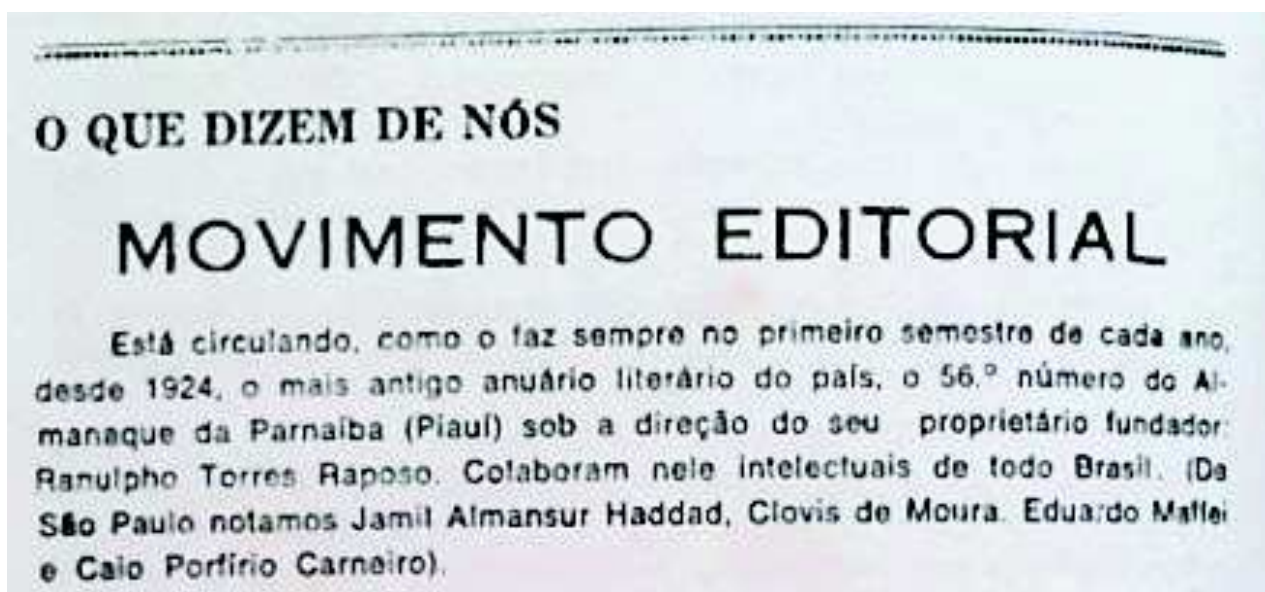 O QUE DIZEM DE NÓS
MOVIMENTO EDITORIAL
Está circulando, como o faz sempre no primeiro semestre de cada ano,
desde 1924, o mais antigo anuário literário do país, o 56.º número do Al-
manaque da Parnaíba (Piauí) sob a direção do seu proprietário fundador:
Ranulpho Torres Raposo. Colaboram nele intelectuais de todo Brasil. (De
São Paulo notamos Jamil Almansur Haddad, Clovis de Moura. Eduardo Maffei
e Caio Porfírio Carneiro).